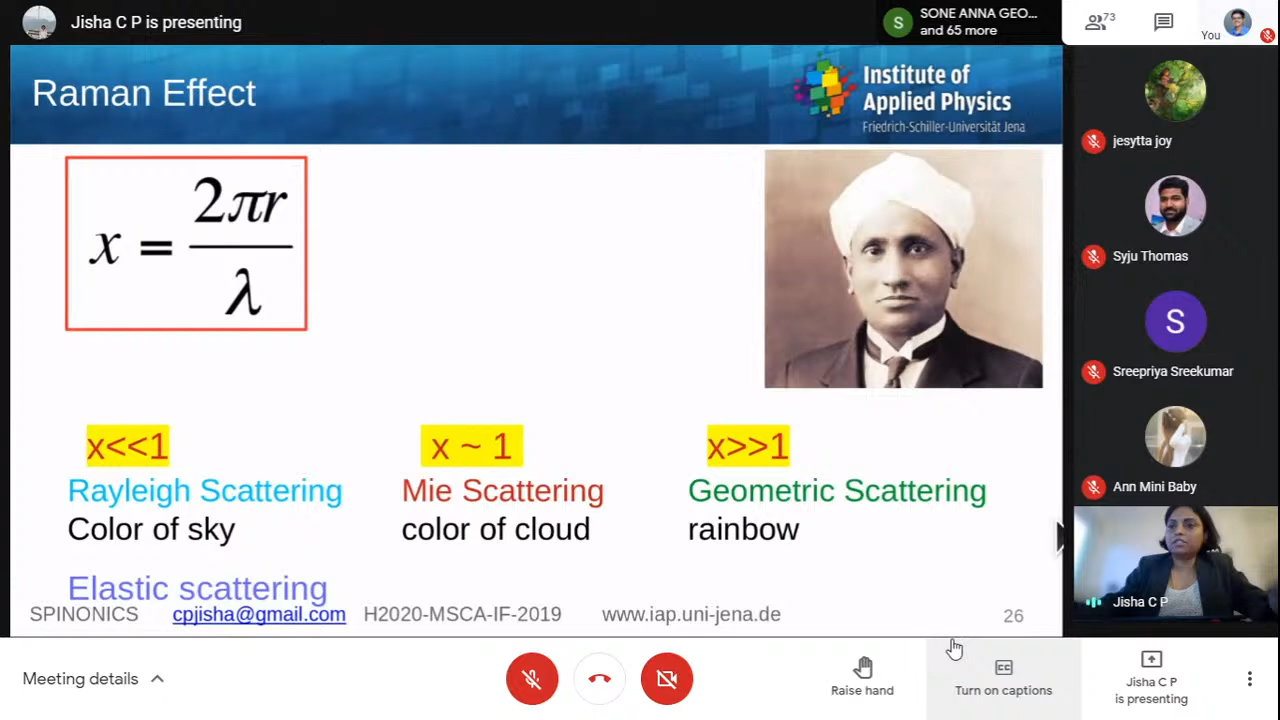 Jisha C P is presenting
S
SONE ANNA GEO...
and 65 more
73
You
Raman Effect
Institute of
Applied Physics
Friedrich-Schiller-Universität Jena
x = 2πr
λ
x<<1
x ~ 1
x>>1
Rayleigh Scattering
Mie Scattering
Geometric Scattering
Color of sky
color of cloud
rainbow
Elastic scattering
SPINONICS
cpjisha@gmail.com
H2020-MSCA-IF-2019
www.iap.uni-jena.de
26
jesytta joy
Syju Thomas
S
Sreepriya Sreekumar
Ann Mini Baby
Jisha C P
Meeting details
Raise hand
CC
Turn on captions
Jisha C P
is presenting